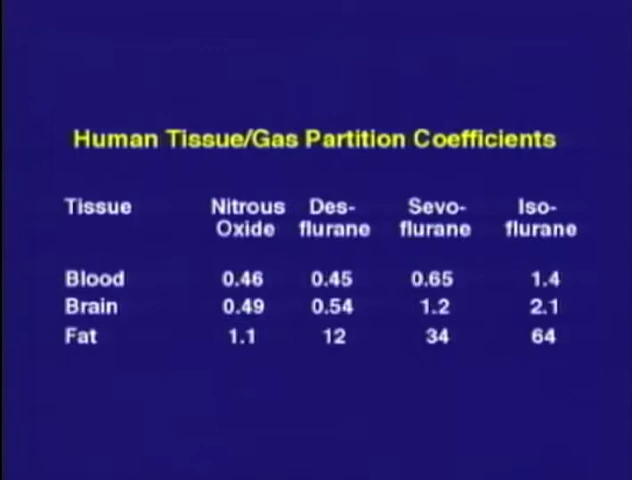 Human Tissue/Gas Partition Coefficients
Tissue Nitrous Oxide Des-flurane Sevo-flurane Iso-flurane
Blood 0.46 0.45 0.65 1.4
Brain 0.49 0.54 1.2 2.1
Fat 1.1 12 34 64